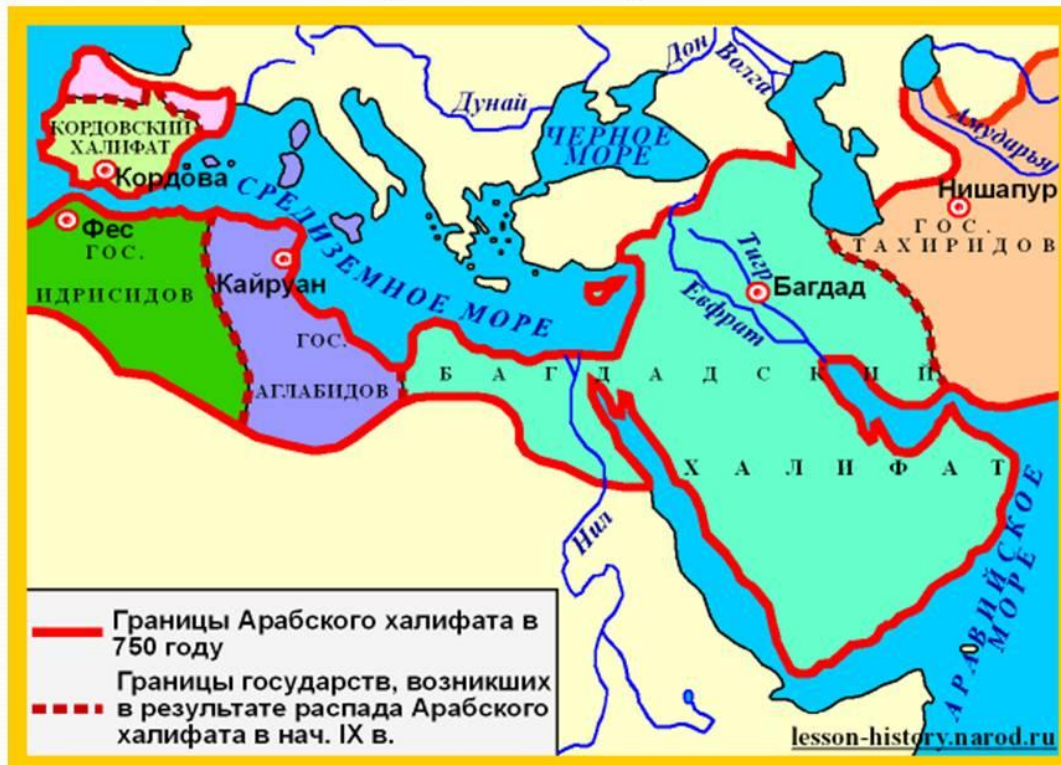 КОРДОВСКИЙ
ХАЛИФАТ
Кордова
Фес
ГОС.
ИДРИСИДОВ
Кайруан
ГОС.
АГЛАБИДОВ
СРЕДИЗЕМНОЕ МОРЕ
Дунай
Дон
Волга
ЧЕРНОЕ
МОРЕ
Амударья
Нишапур
ГОС.
ТАХИРИДОВ
Тигр
Багдад
Евфрат
БАГДАДСКИЙ
ХАЛИФАТ
Нил
АРАВИЙСКОЕ
МОРЕ
Границы Арабского халифата в
750 году
Границы государств, возникших
в результате распада Арабского
халифата в нач. IX в.
lesson-history.narod.ru